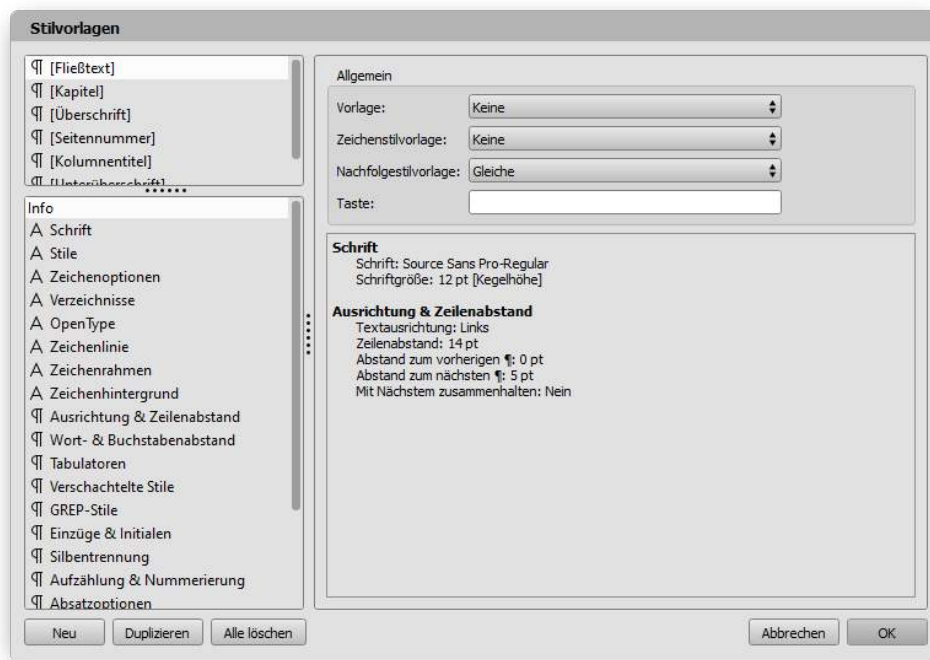 Stilvorlagen
¶ [Fließtext]
¶ [Kapitel]
¶ [Überschrift]
¶ [Seitennummer]
¶ [Kolumnentitel]
¶ [Unterüberschrift]
Info
A Schrift
A Stile
A Zeichenoptionen
A Verzeichnisse
A OpenType
A Zeichenlinie
A Zeichenrahmen
A Zeichenhintergrund
¶ Ausrichtung & Zeilenabstand
¶ Wort- & Buchstabenabstand
¶ Tabulatoren
¶ Verschachtelte Stile
¶ GREP-Stile
¶ Einzüge & Initialen
¶ Silbentrennung
¶ Aufzählung & Nummerierung
¶ Absatzoptionen
Allgemein
Vorlage: Keine
Zeichenstilvorlage: Keine
Nachfolgestilvorlage: Gleiche
Taste:
Schrift
Schrift: Source Sans Pro-Regular
Schriftgröße: 12 pt [Kegelhöhe]
Ausrichtung & Zeilenabstand
Textausrichtung: Links
Zeilenabstand: 14 pt
Abstand zum vorherigen ¶: 0 pt
Abstand zum nächsten ¶: 5 pt
Mit Nächstem zusammenhalten: Nein
Neu Duplizieren Alle löschen Abbrechen OK